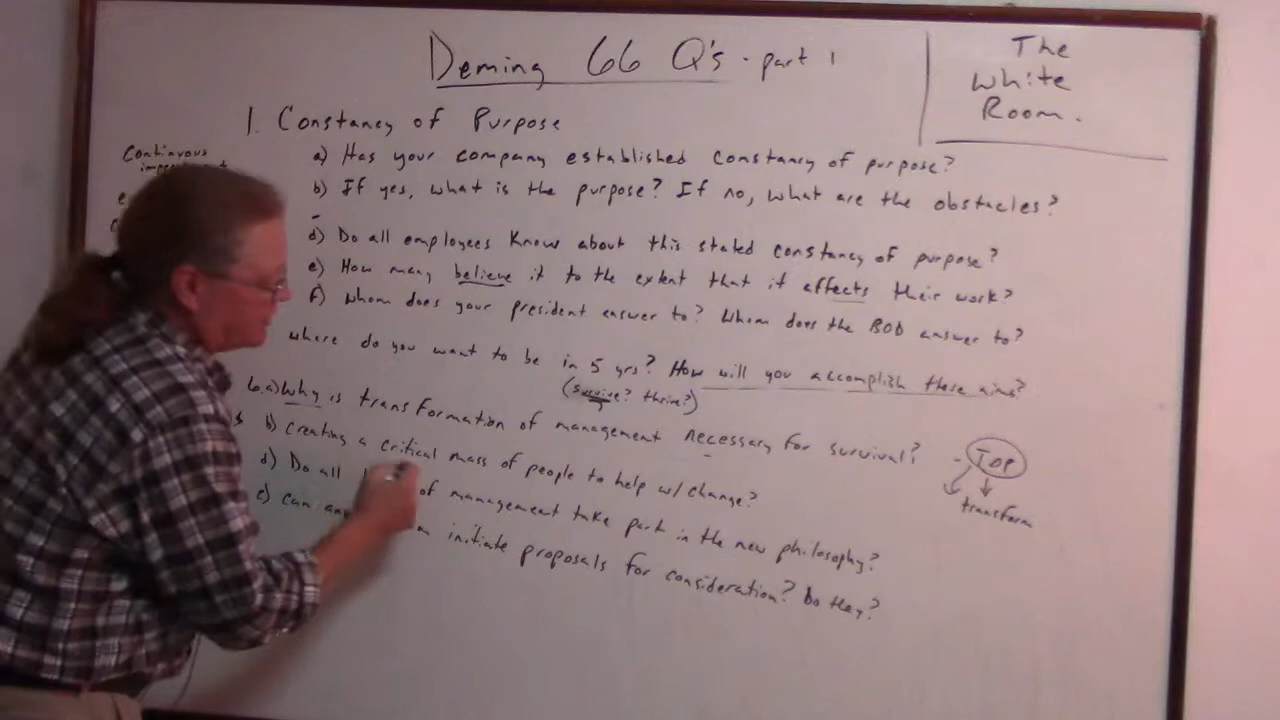 Deming 66 Q's - part 1
The
White
Room.
1. Constancy of Purpose
Continuous
a) Has your company established constancy of purpose?
b) If yes, what is the purpose? If no, what are the obstacles?
d) Do all employees know about this stated constancy of purpose?
e) How many believe it to the extent that it affects their work?
f) Whom does your president answer to? Whom does the BOD answer to?
where do you want to be in 5 yrs? How will you accomplish these aims?
(survive? thrive?)
6.a) Why is transformation of management necessary for survival?
b) creating a critical mass of people to help w/ change?
d) Do all of management take part in the new philosophy?
e) can initiate proposals for consideration? Do they?
TOP
transform